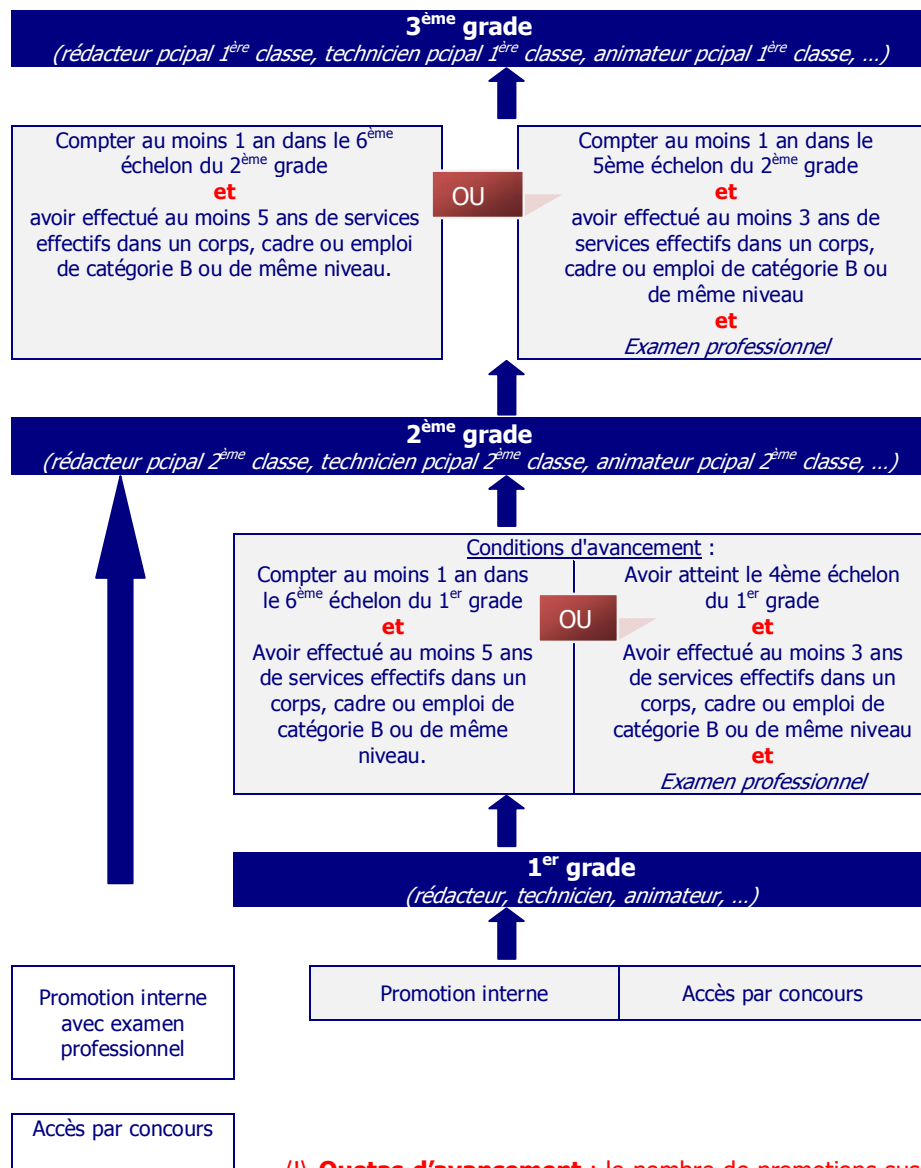 3ème grade
(rédacteur pcipal 1ère classe, technicien pcipal 1ère classe, animateur pcipal 1ère classe, …)
Compter au moins 1 an dans le 6ème
échelon du 2ème grade
et
avoir effectué au moins 5 ans de services
effectifs dans un corps, cadre ou emploi
de catégorie B ou de même niveau.
OU
Compter au moins 1 an dans le
5ème échelon du 2ème grade
et
avoir effectué au moins 3 ans de
services effectifs dans un corps,
cadre ou emploi de catégorie B ou
de même niveau
et
Examen professionnel
2ème grade
(rédacteur pcipal 2ème classe, technicien pcipal 2ème classe, animateur pcipal 2ème classe, …)
Conditions d'avancement :
Compter au moins 1 an dans
le 6ème échelon du 1er grade
et
Avoir effectué au moins 5 ans
de services effectifs dans un
corps, cadre ou emploi de
catégorie B ou de même
niveau.
OU
Avoir atteint le 4ème échelon
du 1er grade
et
Avoir effectué au moins 3 ans
de services effectifs dans un
corps, cadre ou emploi de
catégorie B ou de même niveau
et
Examen professionnel
1er grade
(rédacteur, technicien, animateur, …)
Promotion interne
avec examen
professionnel
Promotion interne
Accès par concours
Accès par concours
(!) Quotas d'avancement : le nombre de promotions